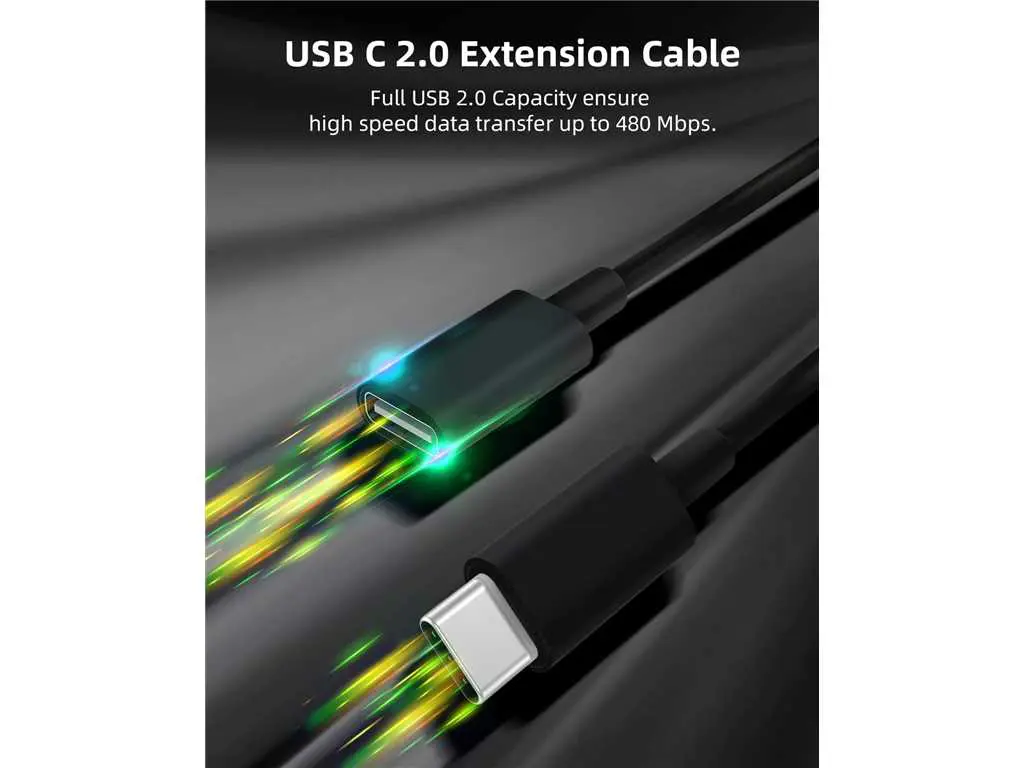 USB C 2.0 Extension Cable
Full USB 2.0 Capacity ensure
high speed data transfer up to 480 Mbps.